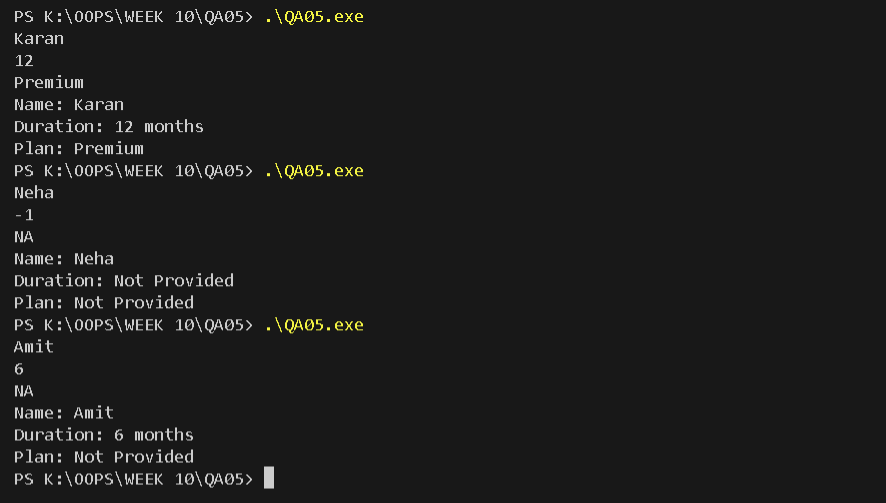 PS K:\OOPS\WEEK 10\QA05> .\QA05.exe
Karan
12
Premium
Name: Karan
Duration: 12 months
Plan: Premium
PS K:\OOPS\WEEK 10\QA05> .\QA05.exe
Neha
-1
NA
Name: Neha
Duration: Not Provided
Plan: Not Provided
PS K:\OOPS\WEEK 10\QA05> .\QA05.exe
Amit
6
NA
Name: Amit
Duration: 6 months
Plan: Not Provided
PS K:\OOPS\WEEK 10\QA05>